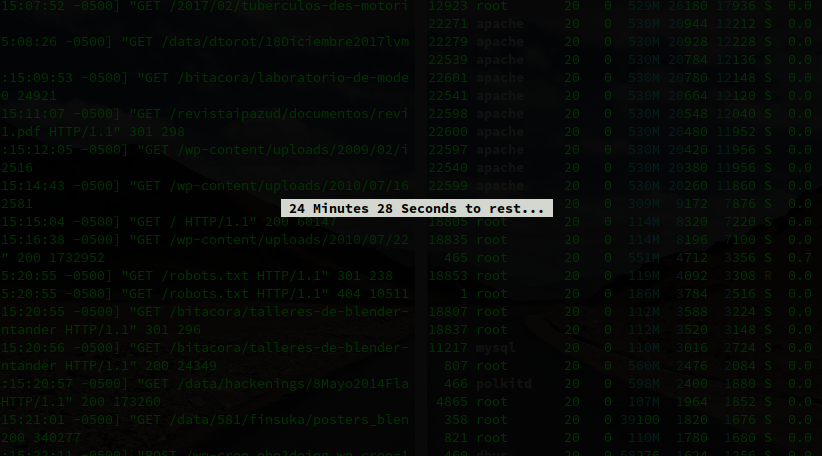 15:07:52 -0500] "GET /2017/02/tuberculos-des-motori
5:08:26 -0500] "GET /data/dtorot/18Diciembre2017lvm
:15:09:53 -0500] "GET /bitacora/laboratorio-de-mode
0 24921
15:11:07 -0500] "GET /revistaipazud/documentos/revi
1.pdf HTTP/1.1" 301 298
:15:12:05 -0500] "GET /wp-content/uploads/2009/02/i
2516
15:14:43 -0500] "GET /wp-content/uploads/2010/07/16
2581
15:15:04 -0500] "GET / HTTP/1.1" 200 60147
15:16:38 -0500] "GET /wp-content/uploads/2010/07/22
" 200 1732952
5:20:55 -0500] "GET /robots.txt HTTP/1.1" 301 238
5:20:55 -0500] "GET /robots.txt HTTP/1.1" 404 10511
15:20:55 -0500] "GET /bitacora/talleres-de-blender-
ntander HTTP/1.1" 301 296
15:20:56 -0500] "GET /bitacora/talleres-de-blender-
ntander HTTP/1.1" 200 24349
:15:20:57 -0500] "GET /data/hackenings/8Mayo2014Fla
HTTP/1.1" 200 173260
15:21:01 -0500] "GET /data/581/finsuka/posters_blen
200 340277
24 Minutes 28 Seconds to rest...
12923 root 20 0 529M 26180 17936 S 0.0
22271 apache 20 0 530M 20944 12212 S 0.0
22279 apache 20 0 530M 20928 12228 S 0.0
22539 apache 20 0 530M 20784 12136 S 0.0
22601 apache 20 0 530M 20780 12148 S 0.0
22541 apache 20 0 530M 20664 12120 S 0.0
22598 apache 20 0 530M 20548 12040 S 0.0
22600 apache 20 0 530M 20480 11952 S 0.0
22597 apache 20 0 530M 20420 11956 S 0.0
22540 apache 20 0 530M 20380 11956 S 0.0
22599 apache 20 0 530M 20260 11860 S 0.0
20 0 309M 9172 7876 S 0.0
18805 root 20 0 114M 8320 7220 S 0.0
18835 root 20 0 114M 8196 7190 S 0.0
465 root 20 0 551M 4712 3356 S 0.7
18853 root 20 0 119M 4092 3308 R 0.0
1 root 20 0 186M 3784 2516 S 0.0
18807 root 20 0 112M 3588 3224 S 0.0
18837 root 20 0 112M 3520 3148 S 0.0
11217 mysql 20 0 110M 3016 2724 S 0.0
807 root 20 0 560M 2476 2084 S 0.0
466 polkitd 20 0 598M 2400 1880 S 0.0
4865 root 20 0 107M 1964 1852 S 0.0
358 root 20 0 39100 1820 1676 S 0.0
821 root 20 0 110M 1780 1680 S 0.0